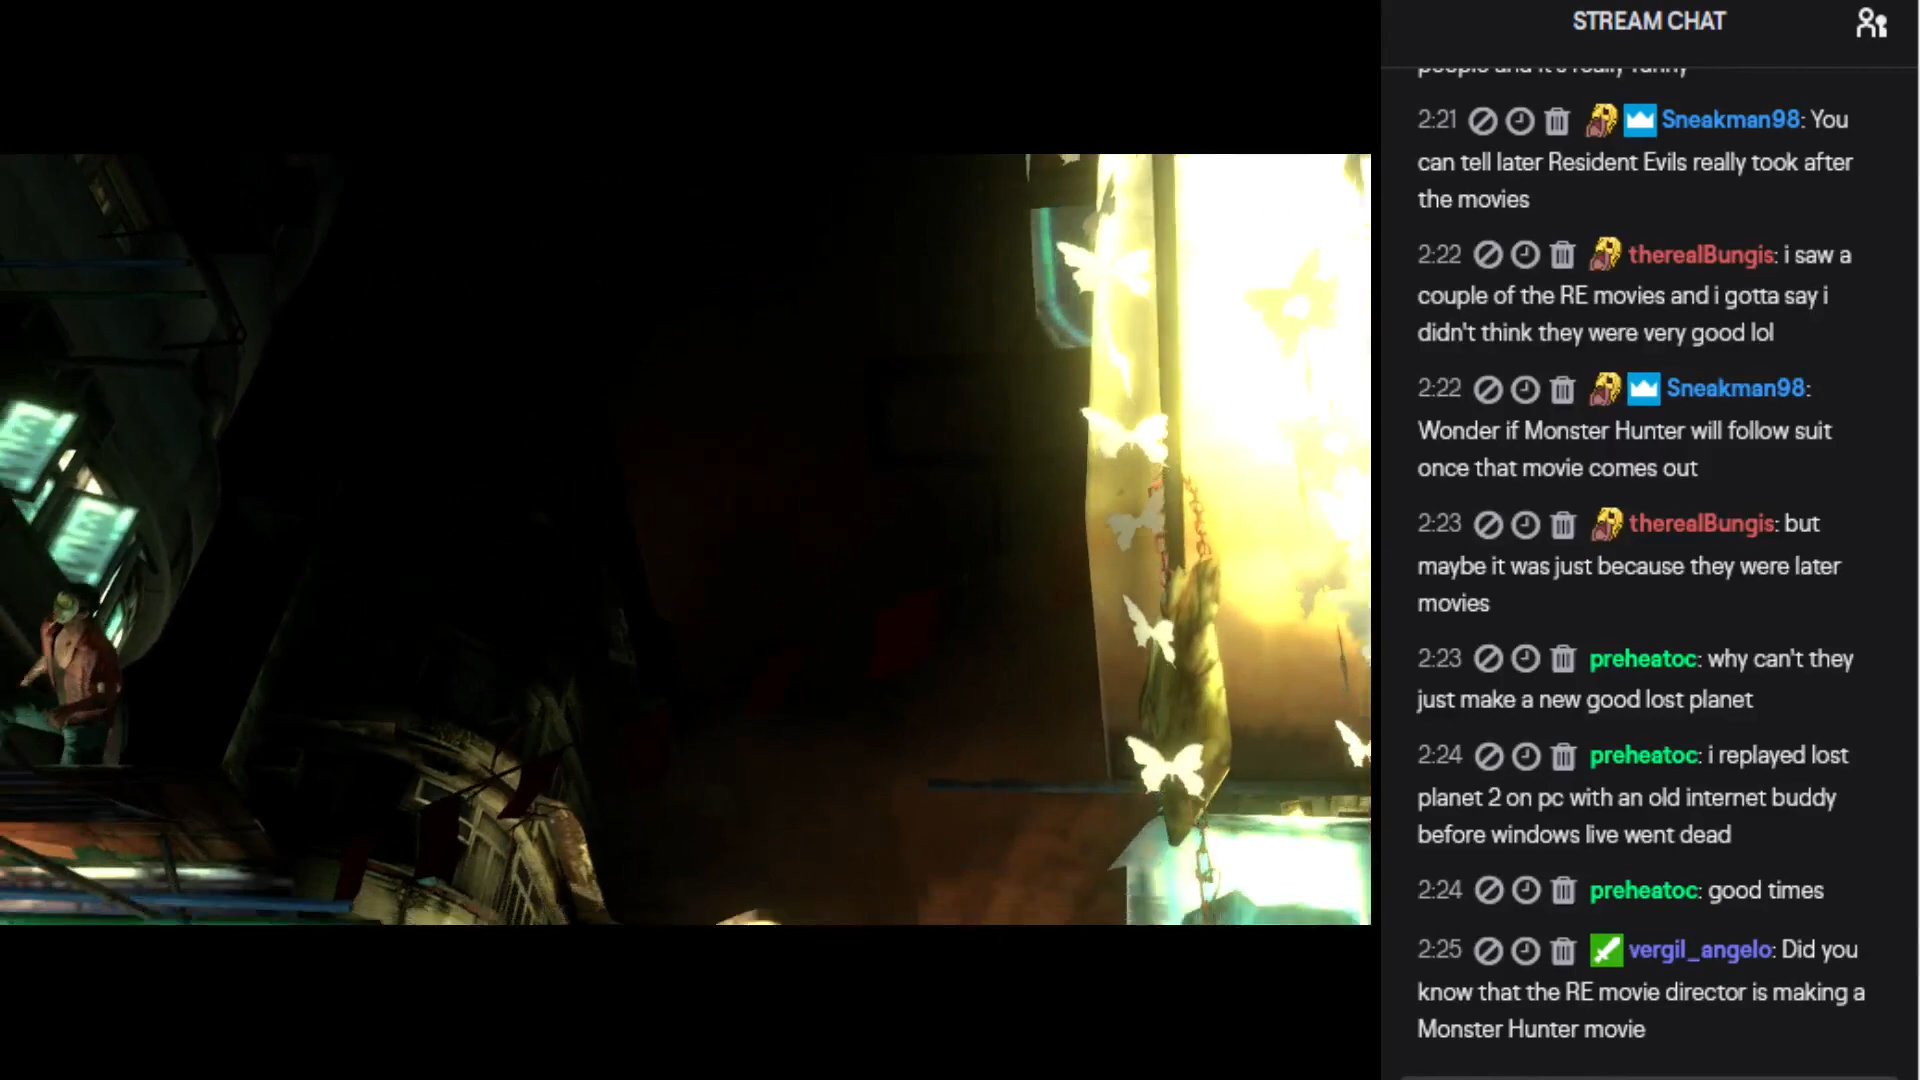 STREAM CHAT
people and it's really funny
2:21 Sneakman98: You
can tell later Resident Evils really took after
the movies
2:22 therealBungis: i saw a
couple of the RE movies and i gotta say i
didn't think they were very good lol
2:22 Sneakman98:
Wonder if Monster Hunter will follow suit
once that movie comes out
2:23 therealBungis: but
maybe it was just because they were later
movies
2:23 preheatoc: why can't they
just make a new good lost planet
2:24 preheatoc: i replayed lost
planet 2 on pc with an old internet buddy
before windows live went dead
2:24 preheatoc: good times
2:25 vergil_angelo: Did you
know that the RE movie director is making a
Monster Hunter movie